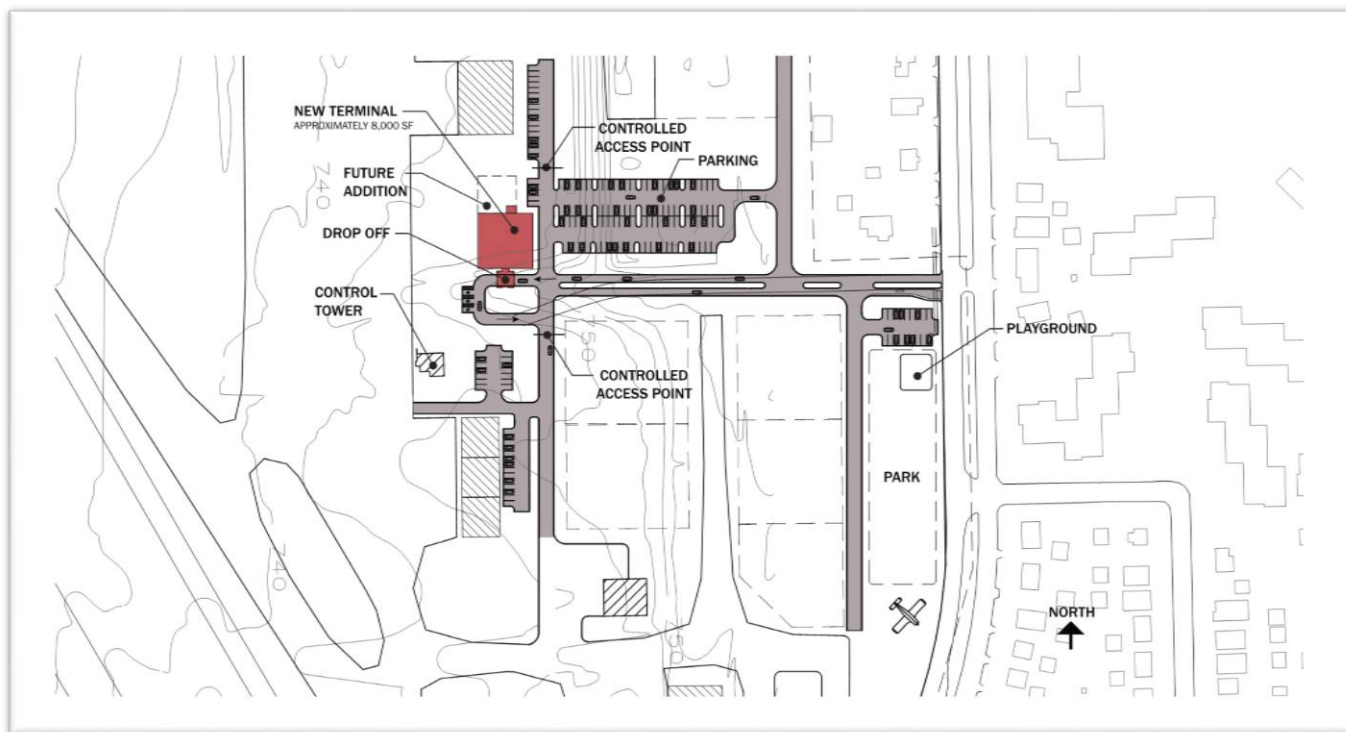 NEW TERMINAL
APPROXIMATELY 8,000 SF
CONTROLLED
ACCESS POINT
PARKING
FUTURE
ADDITION
DROP OFF
740
CONTROL
TOWER
PLAYGROUND
750
CONTROLLED
ACCESS POINT
PARK
740
NORTH
750